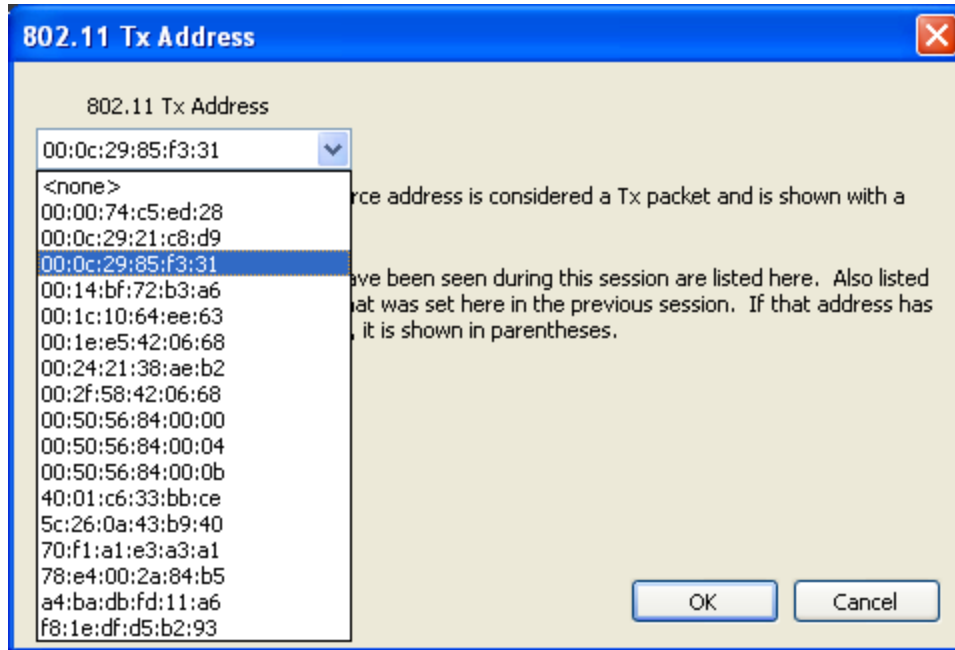 802.11 Tx Address
802.11 Tx Address
00:0c:29:85:f3:31
<none>
00:00:74:c5:ed:28
00:0c:29:21:c8:d9
00:0c:29:85:f3:31
00:14:bf:72:b3:a6
00:1c:10:64:ee:63
00:1e:e5:42:06:68
00:24:21:38:ae:b2
00:2f:58:42:06:68
00:50:56:84:00:00
00:50:56:84:00:04
00:50:56:84:00:0b
40:01:c6:33:bb:ce
5c:26:0a:43:b9:40
70:f1:a1:e3:a3:a1
78:e4:00:2a:84:b5
a4:ba:db:fd:11:a6
f8:1e:df:d5:b2:93
rce address is considered a Tx packet and is shown with a
ave been seen during this session are listed here. Also listed
at was set here in the previous session. If that address has
, it is shown in parentheses.
OK
Cancel